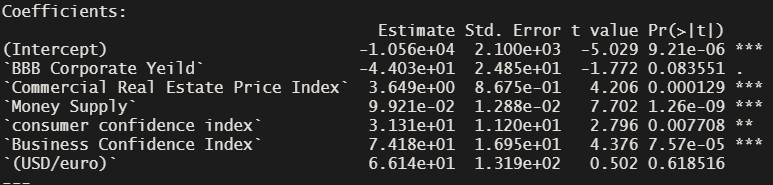 Coefficients:
Estimate Std. Error t value Pr(>|t|)
(Intercept) -1.056e+04 2.100e+03 -5.029 9.21e-06 ***
`BBB Corporate Yeild` -4.403e+01 2.485e+01 -1.772 0.083551 .
`Commercial Real Estate Price Index` 3.649e+00 8.675e-01 4.206 0.000129 ***
`Money Supply` 9.921e-02 1.288e-02 7.702 1.26e-09 ***
`consumer confidence index` 3.131e+01 1.120e+01 2.796 0.007708 **
`Business Confidence Index` 7.418e+01 1.695e+01 4.376 7.57e-05 ***
`(USD/euro)` 6.614e+01 1.319e+02 0.502 0.618516
---